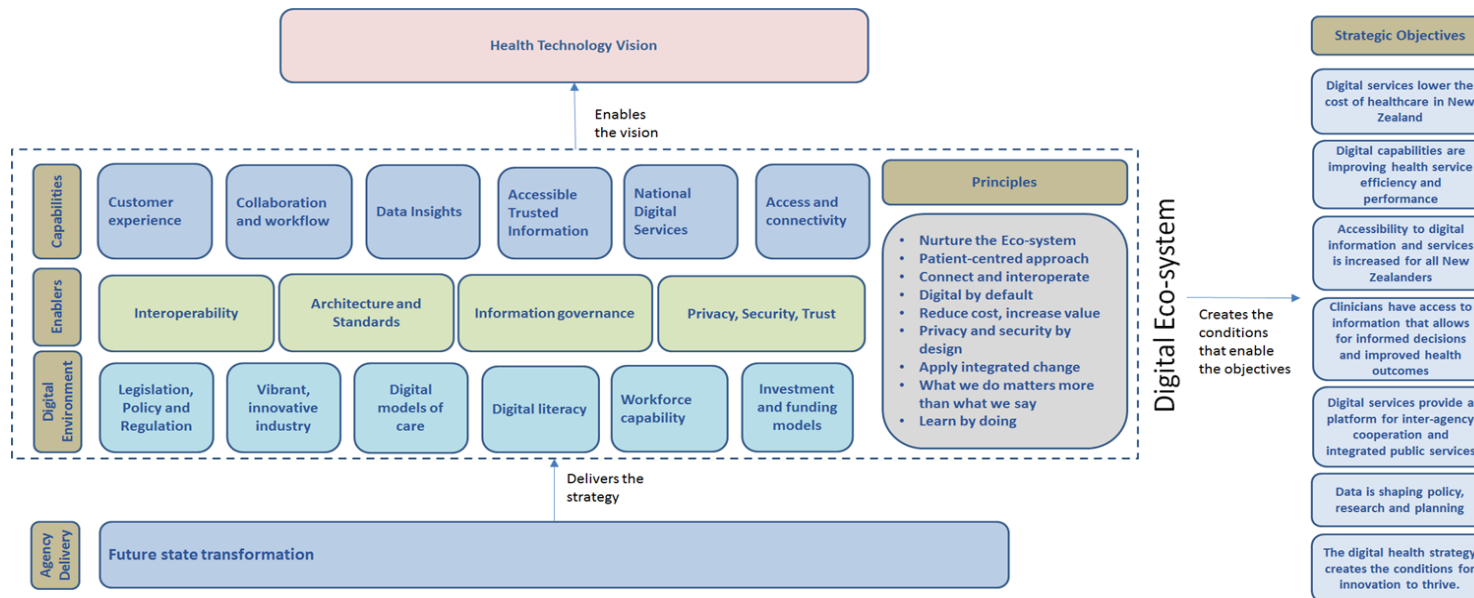 Health Technology Vision
Enables
the vision
Capabilities
Customer
experience
Collaboration
and workflow
Data Insights
Accessible
Trusted
Information
National
Digital
Services
Access and
connectivity
Enablers
Interoperability
Architecture and
Standards
Information governance
Privacy, Security, Trust
Digital
Environment
Legislation,
Policy and
Regulation
Vibrant,
innovative
industry
Digital
models of
care
Digital literacy
Workforce
capability
Investment
and funding
models
Principles
• Nurture the Eco-system
• Patient-centred approach
• Connect and interoperate
• Digital by default
• Reduce cost, increase value
• Privacy and security by
design
• Apply integrated change
• What we do matters more
than what we say
• Learn by doing
Digital Eco-system
Delivers the
strategy
Agency
Delivery
Future state transformation
Creates the
conditions
that enable
the objectives
Strategic Objectives
Digital services lower the
cost of healthcare in New
Zealand
Digital capabilities are
improving health service
efficiency and
performance
Accessibility to digital
information and services
is increased for all New
Zealanders
Clinicians have access to
information that allows
for informed decisions
and improved health
outcomes
Digital services provide a
platform for inter-agency
cooperation and
integrated public services
Data is shaping policy,
research and planning
The digital health strategy
creates the conditions for
innovation to thrive.